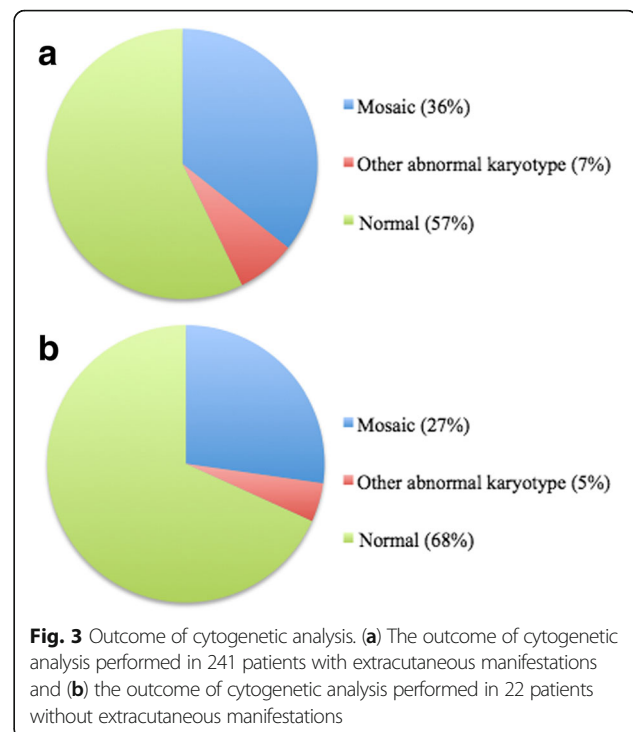 a
Mosaic (36%)
Other abnormal karyotype (7%)
Normal (57%)
b
Mosaic (27%)
Other abnormal karyotype (5%)
Normal (68%)
Fig. 3 Outcome of cytogenetic analysis. (a) The outcome of cytogenetic
analysis performed in 241 patients with extracutaneous manifestations
and (b) the outcome of cytogenetic analysis performed in 22 patients
without extracutaneous manifestations